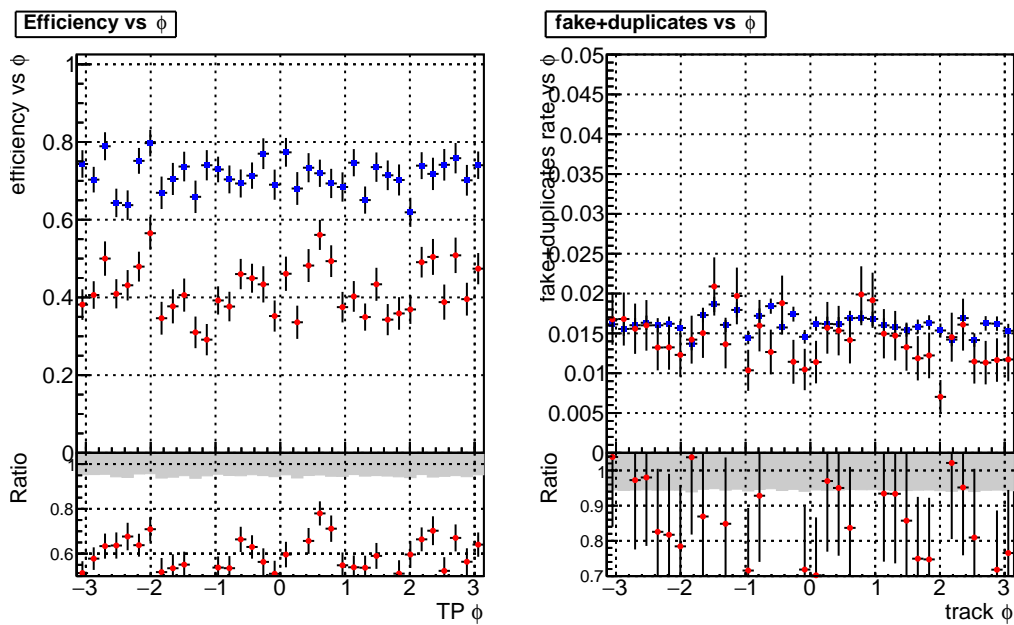 Efficiency vs ϕ
efficiency vs ϕ
1
0.8
0.6
0.4
0.2
0
Ratio
1
0.8
0.6
−3 −2 −1 0 1 2 3
TP ϕ
fake+duplicates vs ϕ
fake+duplicates rate vs ϕ
0.05
0.045
0.04
0.035
0.03
0.025
0.02
0.015
0.01
0.005
0
Ratio
1
0.9
0.8
0.7
−3 −2 −1 0 1 2 3
track ϕ